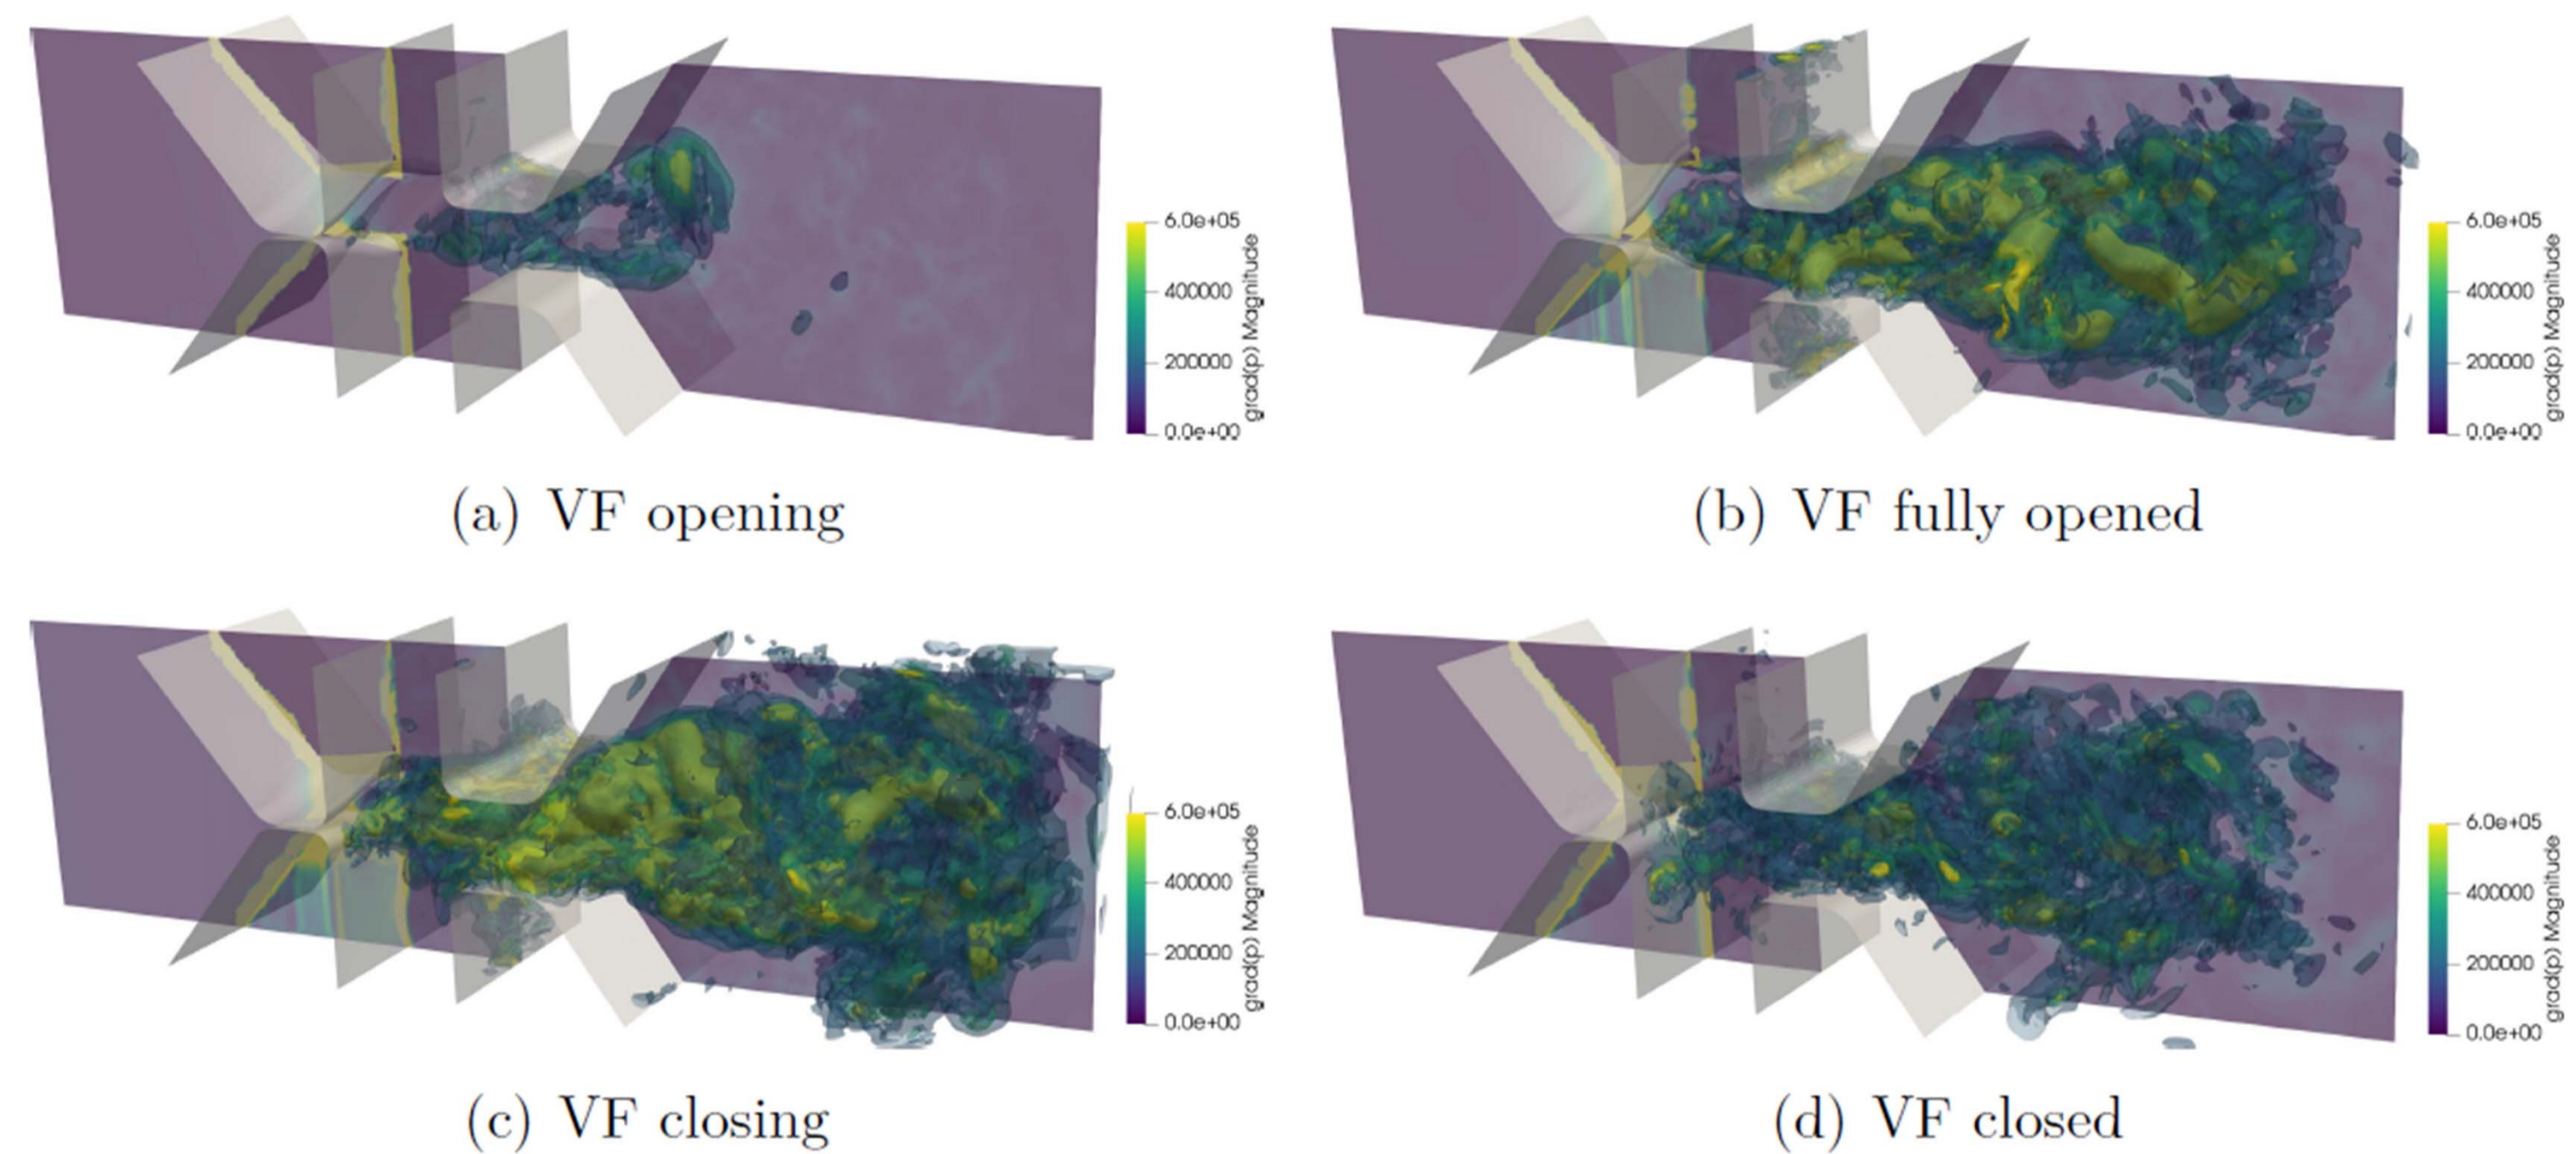 6.0e+05
400000
200000
0.0e+00
grad(p) Magnitude
(a) VF opening
6.0e+05
400000
200000
0.0e+00
grad(p) Magnitude
(b) VF fully opened
6.0e+05
400000
200000
0.0e+00
grad(p) Magnitude
(c) VF closing
6.0e+05
400000
200000
0.0e+00
grad(p) Magnitude
(d) VF closed